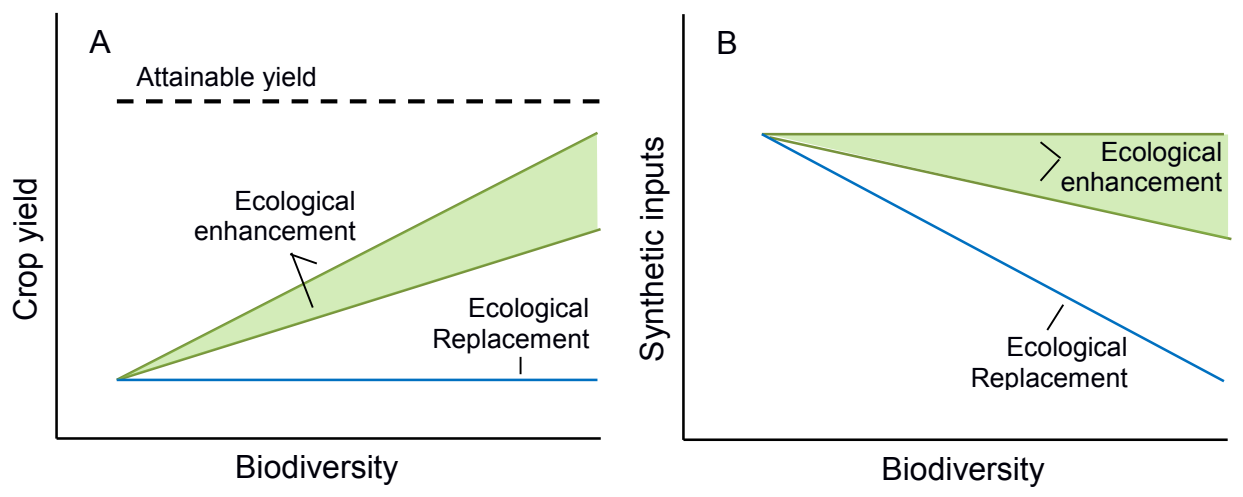 A
Attainable yield
Ecological
enhancement
Ecological
Replacement
Crop yield
Biodiversity
B
Ecological
enhancement
Ecological
Replacement
Synthetic inputs
Biodiversity